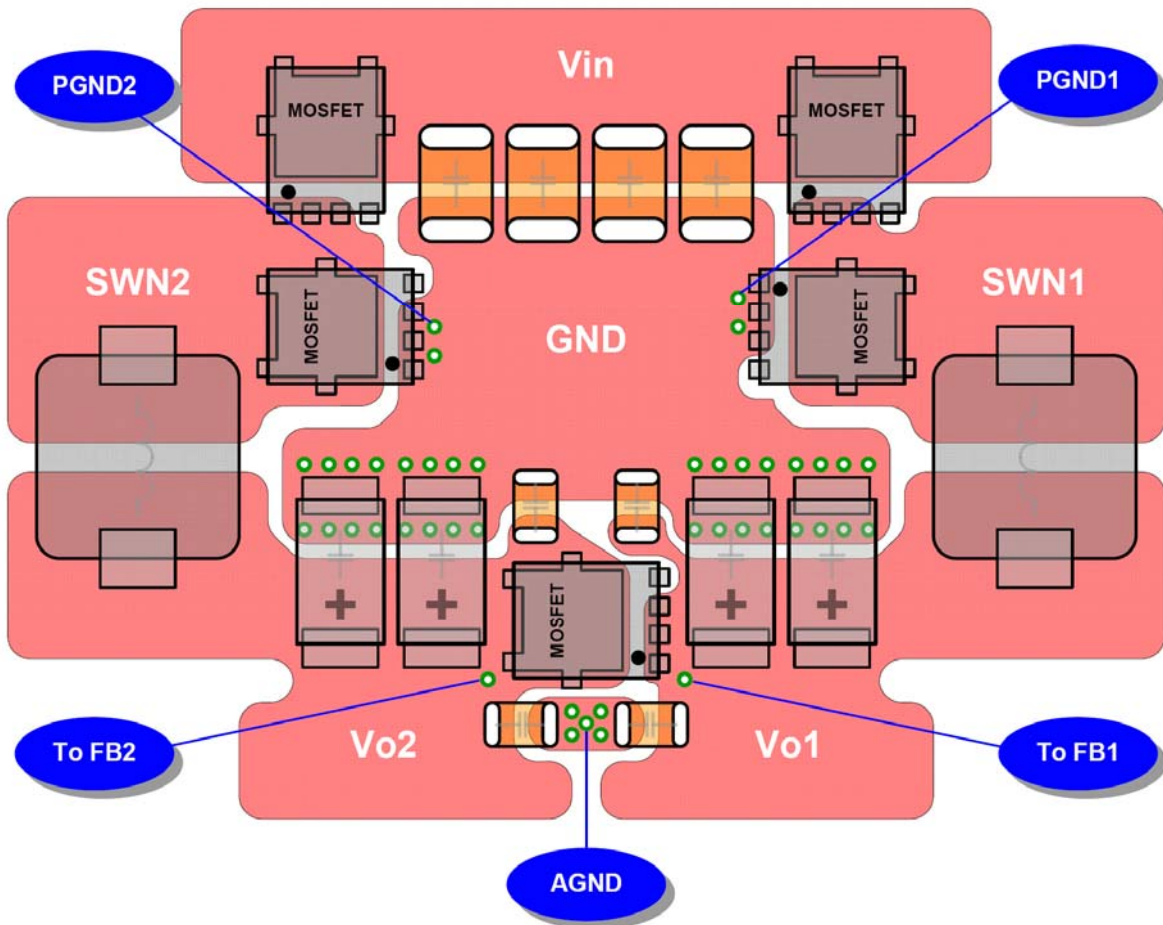 Vin
PGND2
PGND1
MOSFET
MOSFET
SWN2
SWN1
MOSFET
GND
MOSFET
MOSFET
+
+
+
+
To FB2
Vo2
Vo1
To FB1
AGND